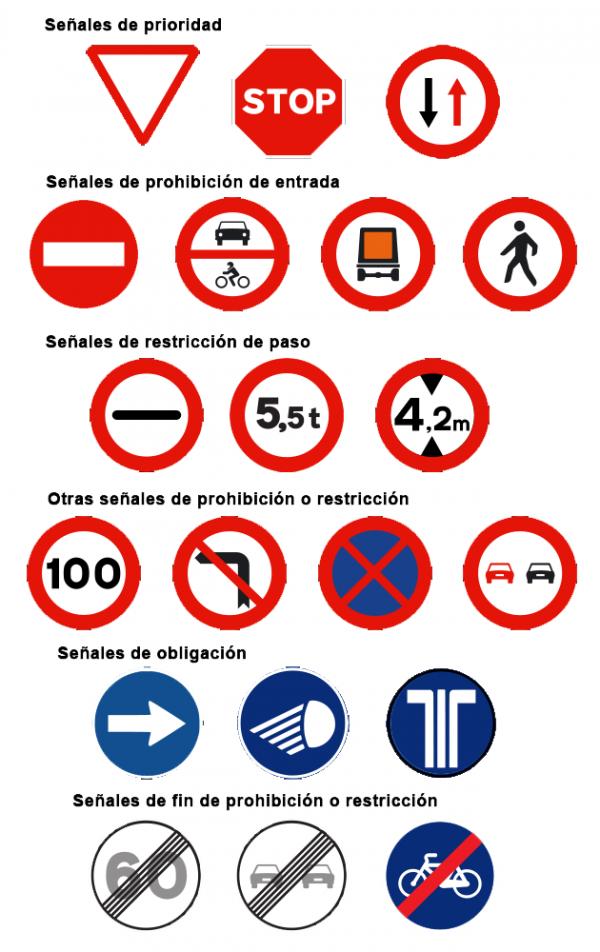 Señales de prioridad
STOP
Señales de prohibición de entrada
Señales de restricción de paso
5,5t
4,2m
Otras señales de prohibición o restricción
100
Señales de obligación
Señales de fin de prohibición o restricción
60